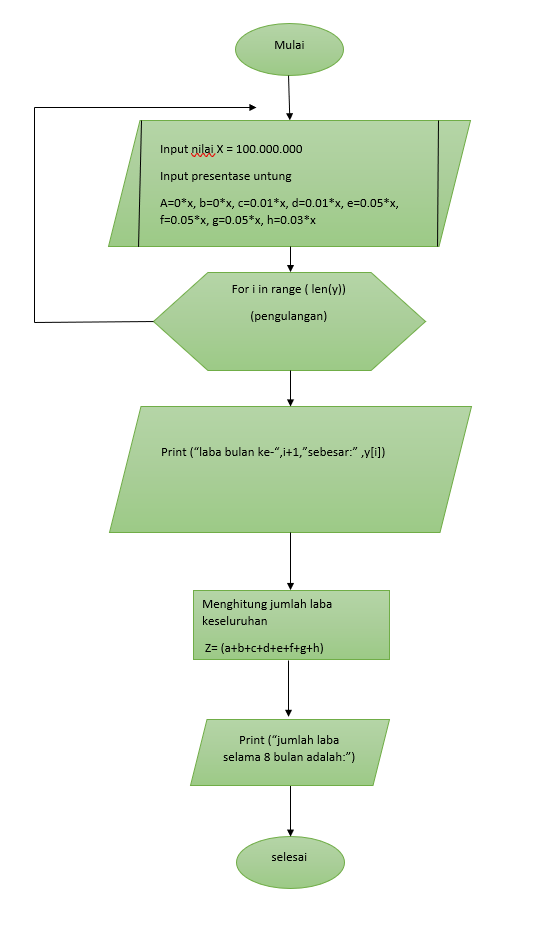 Mulai
Input nilai X = 100.000.000
Input presentase untung
A=0*x, b=0*x, c=0.01*x, d=0.01*x, e=0.05*x,
f=0.05*x, g=0.05*x, h=0.03*x
For i in range ( len(y))
(pengulangan)
Print (“laba bulan ke-“,i+1,”sebesar:” ,y[i])
Menghitung jumlah laba
keseluruhan
Z= (a+b+c+d+e+f+g+h)
Print (“jumlah laba
selama 8 bulan adalah:”)
selesai